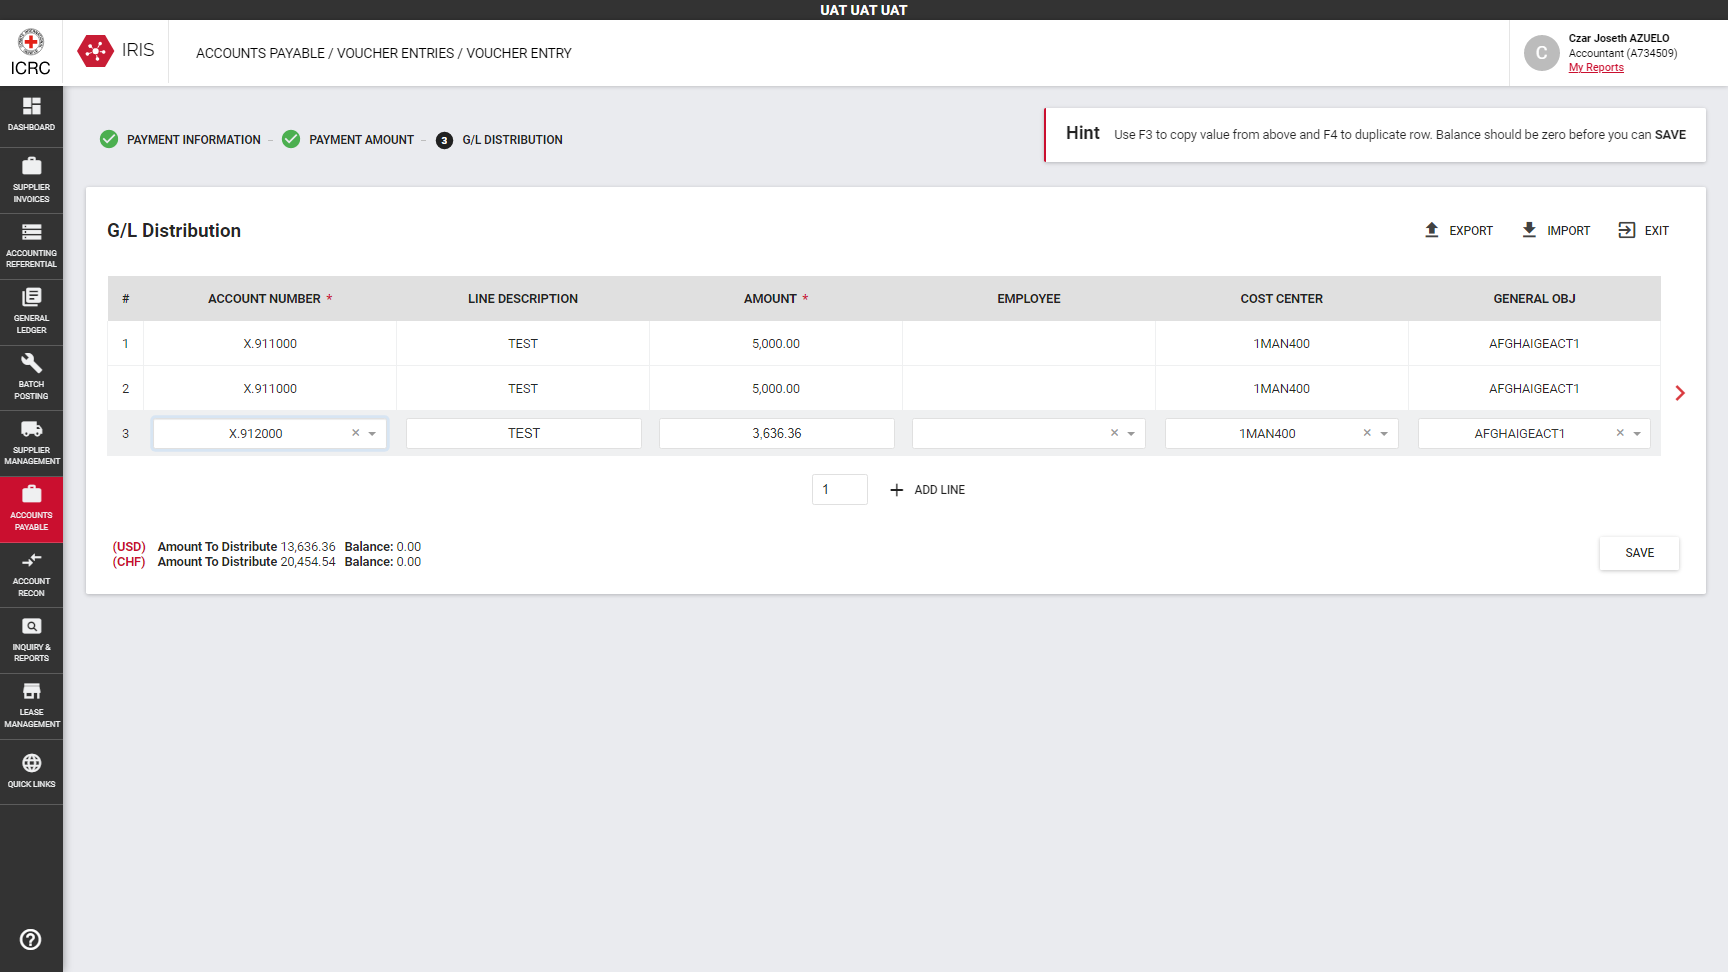 UAT UAT UAT
ICRC
IRIS
ACCOUNTS PAYABLE / VOUCHER ENTRIES / VOUCHER ENTRY
C
Czar Joseth AZUELO
Accountant (A734509)
My Reports
DASHBOARD
SUPPLIER
INVOICES
ACCOUNTING
REFERENTIAL
GENERAL
LEDGER
BATCH
POSTING
SUPPLIER
MANAGEMENT
ACCOUNTS
PAYABLE
ACCOUNT
RECON
INQUIRY &
REPORTS
LEASE
MANAGEMENT
QUICK LINKS
PAYMENT INFORMATION – PAYMENT AMOUNT – 3 G/L DISTRIBUTION
Hint Use F3 to copy value from above and F4 to duplicate row. Balance should be zero before you can SAVE
G/L Distribution
EXPORT IMPORT EXIT
# ACCOUNT NUMBER * LINE DESCRIPTION AMOUNT * EMPLOYEE COST CENTER GENERAL OBJ
1 X.911000 TEST 5,000.00 1MAN400 AFGHAIGEACT1
2 X.911000 TEST 5,000.00 1MAN400 AFGHAIGEACT1
3 X.912000 TEST 3,636.36 1MAN400 AFGHAIGEACT1
1 + ADD LINE
(USD) Amount To Distribute 13,636.36 Balance: 0.00
(CHF) Amount To Distribute 20,454.54 Balance: 0.00
SAVE